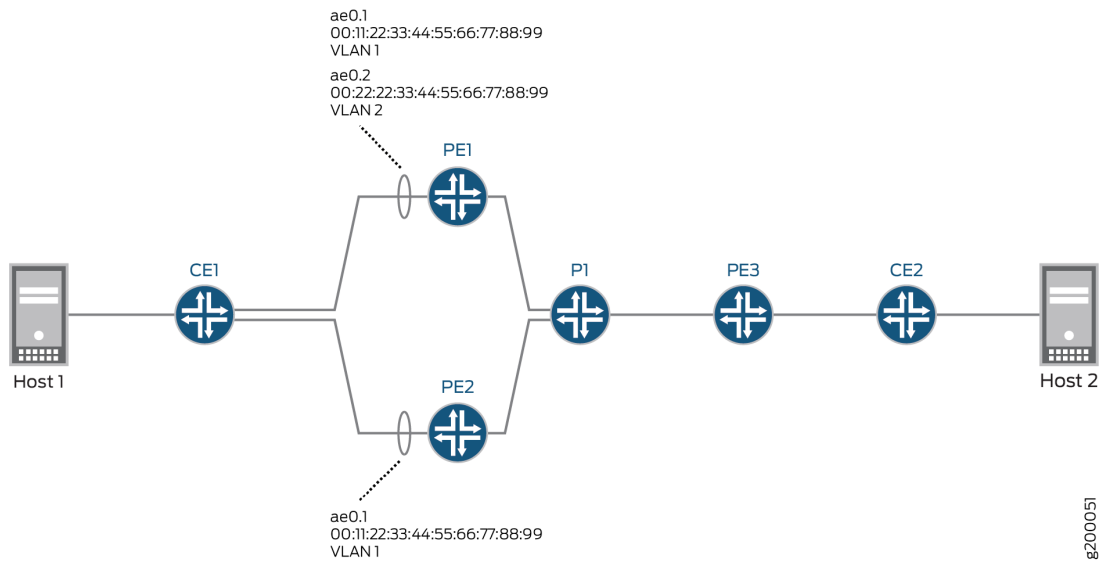 ae0.1
00:11:22:33:44:55:66:77:88:99
VLAN 1
ae0.2
00:22:22:33:44:55:66:77:88:99
VLAN 2
PE1
CE1
P1
PE3
CE2
Host 1
PE2
Host 2
ae0.1
00:11:22:33:44:55:66:77:88:99
VLAN 1
g200051